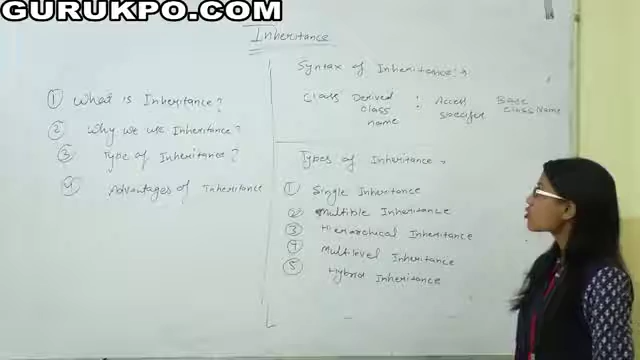 GURUKPO.COM
Inheritance
① What is Inheritance?
② Why we use Inheritance?
③ Type of Inheritance?
④ Advantages of Inheritance
Syntax of Inheritance:
Class Derived class name : Access specifer Base class Name
Types of Inheritance
① Single Inheritance
② Multiple Inheritance
③ Hierarchical Inheritance
④ Multilevel Inheritance
⑤ Hybrid Inheritance